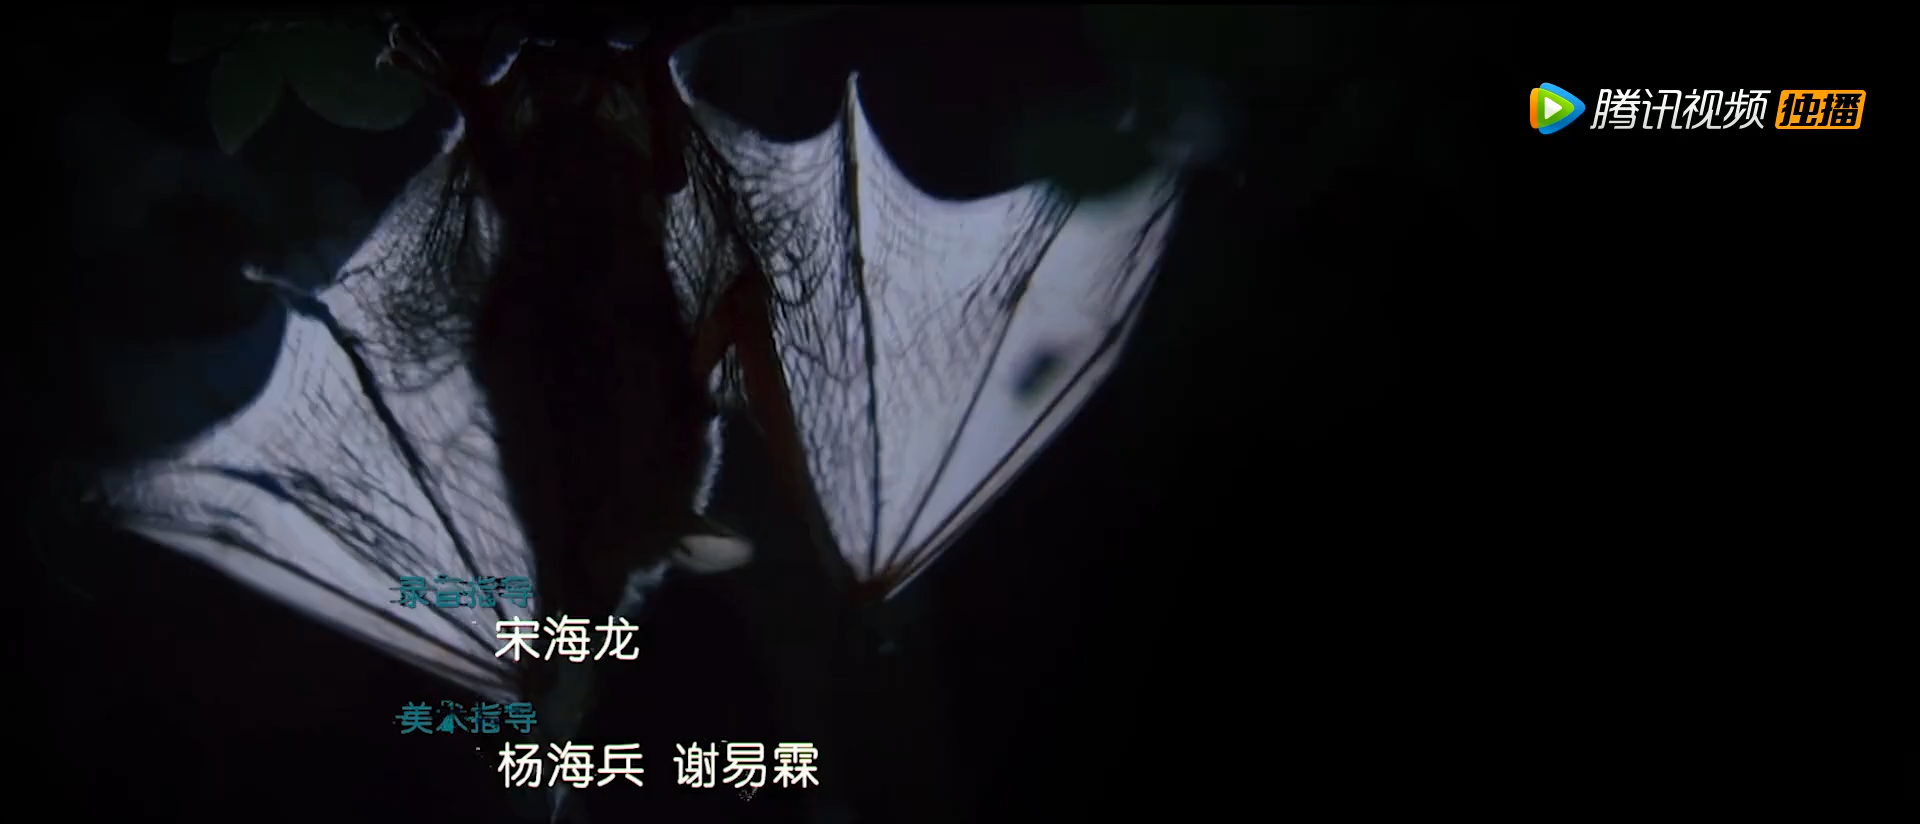 腾讯视频 独播
录音指导
宋海龙
美术指导
杨海兵 谢易霖